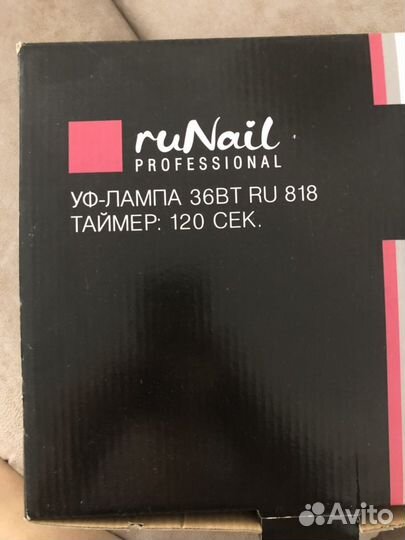 ruNail
PROFESSIONAL
УФ-ЛАМПА 36ВТ RU 818
ТАЙМЕР: 120 СЕК.
Avito